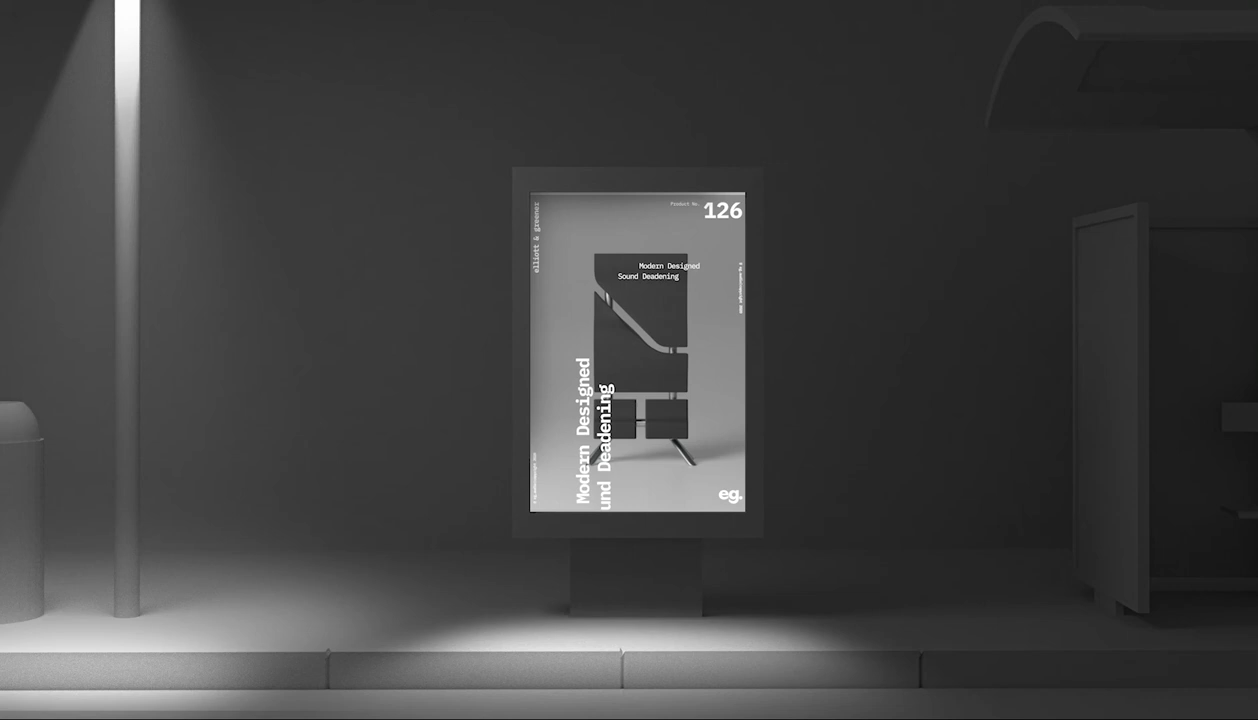 elliott & greener
Product No.
126
Modern Designed
Sound Deadening
Modern Designed
und Deadening
eg.